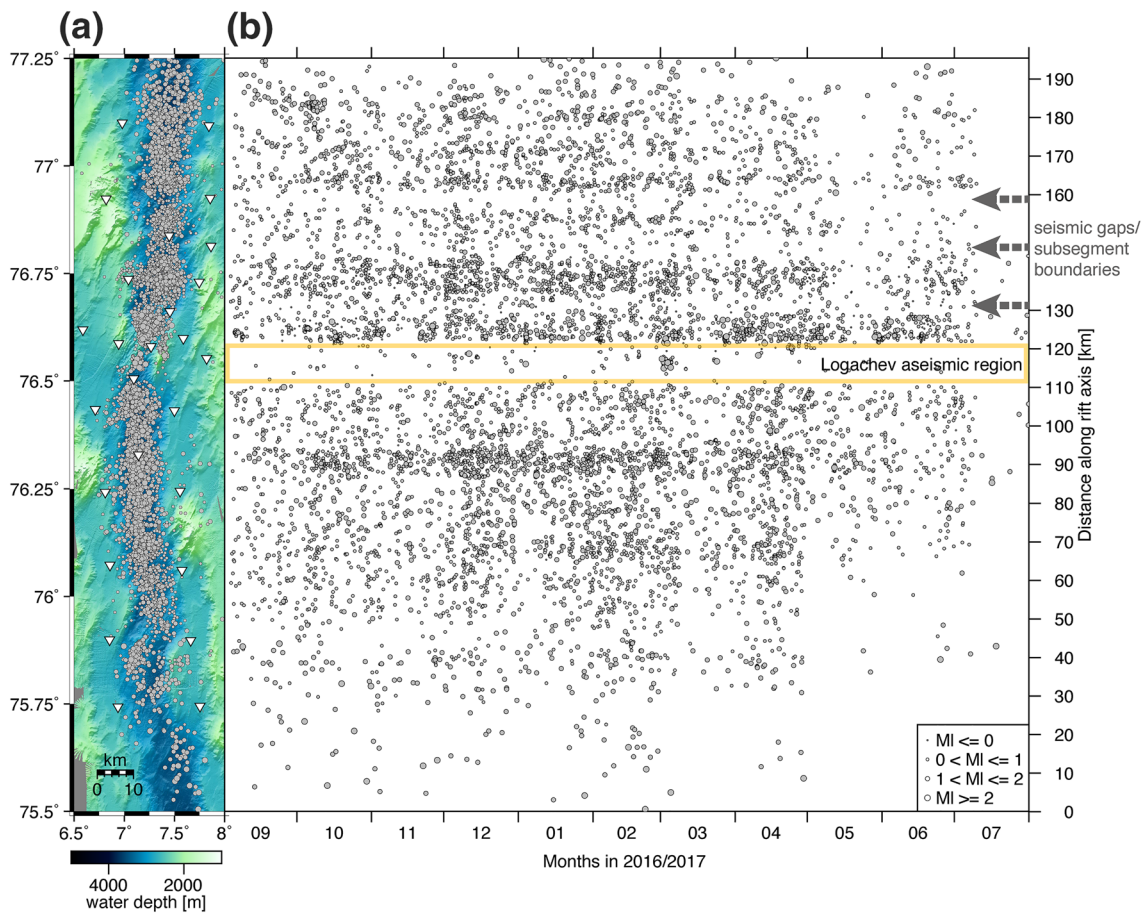 (a)
(b)
77.25°
77°
76.75°
76.5°
76.25°
76°
75.75°
75.5°
6.5°
7°
7.5°
8°
km
0 10
4000 2000
water depth [m]
Logachev aseismic region
Ml <= 0
0 < Ml <= 1
1 < Ml <= 2
Ml >= 2
09 10 11 12 01 02 03 04 05 06 07
Months in 2016/2017
190
180
170
160
130
120
110
100
90
80
70
60
50
40
30
20
10
0
seismic gaps/
subsegment
boundaries
Distance along rift axis [km]